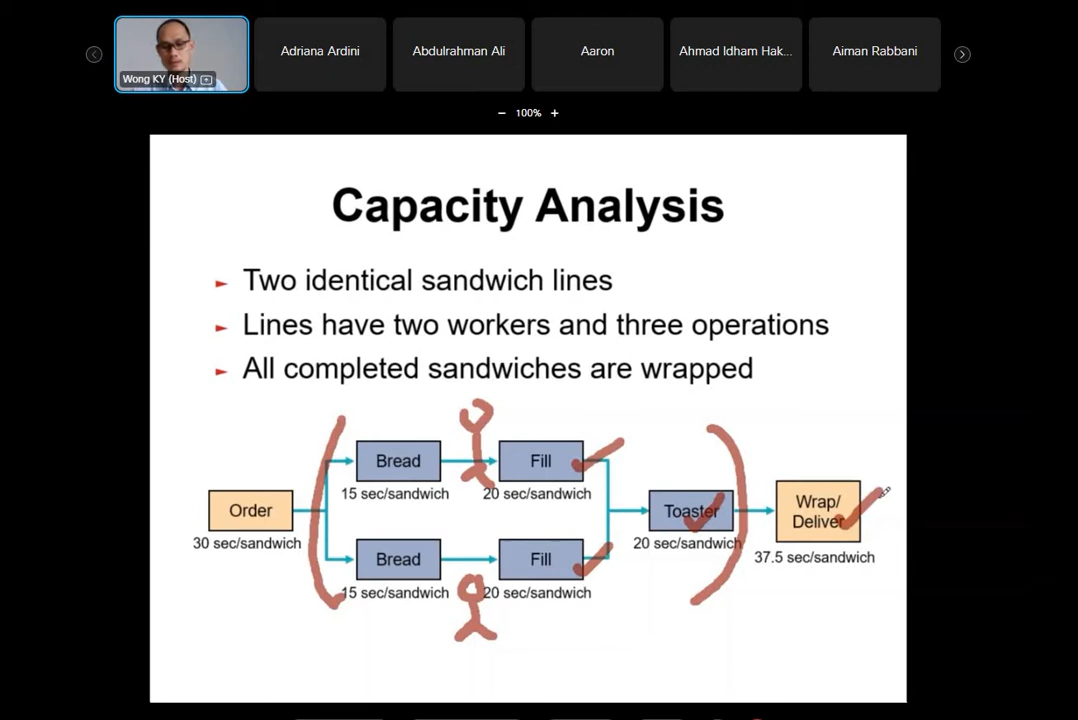 Wong KY (Host)
Adriana Ardini
Abdulrahman Ali
Aaron
Ahmad Idham Hak...
Aiman Rabbani
100%
Capacity Analysis
Two identical sandwich lines
Lines have two workers and three operations
All completed sandwiches are wrapped
Order
30 sec/sandwich
Bread
15 sec/sandwich
Fill
20 sec/sandwich
Bread
15 sec/sandwich
Fill
20 sec/sandwich
Toaster
20 sec/sandwich
Wrap/
Deliver
37.5 sec/sandwich